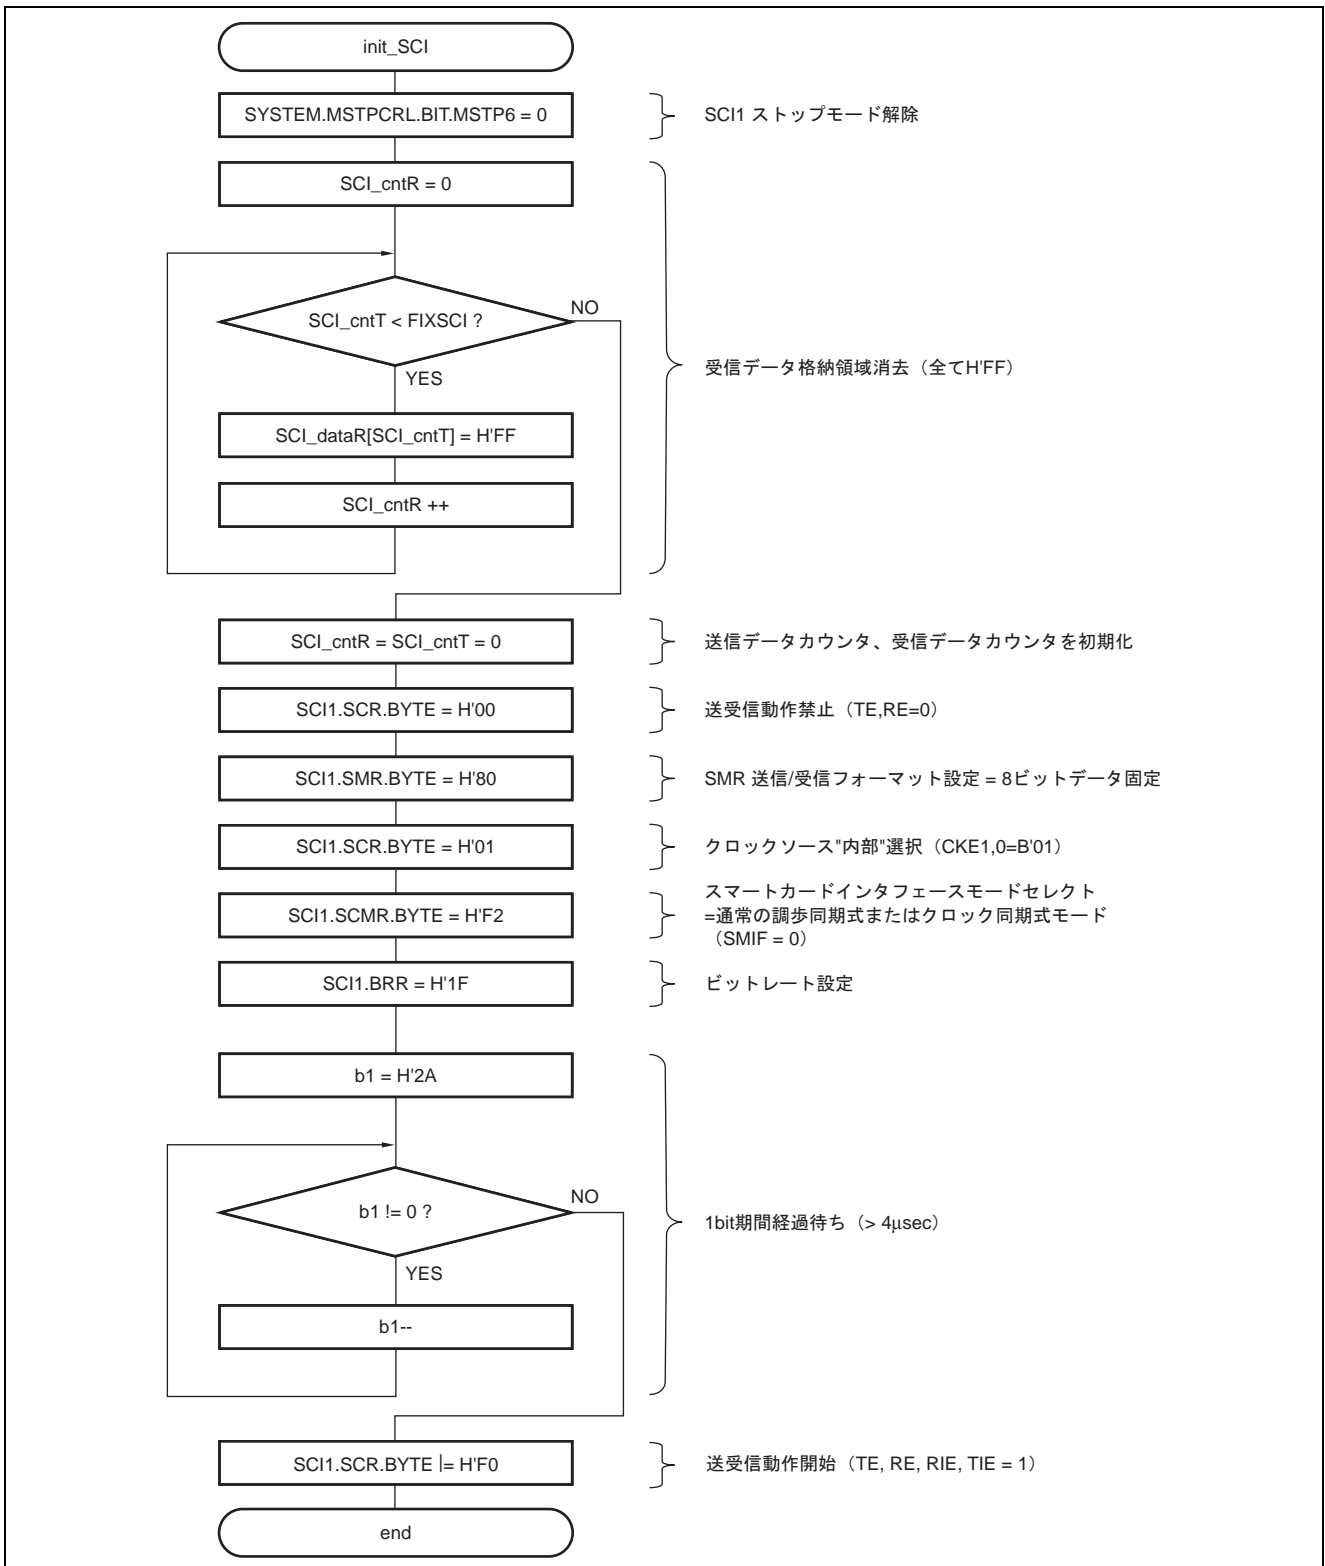 init_SCI
SYSTEM.MSTPCRL.BIT.MSTP6 = 0
SCI1 ストップモード解除
SCI_cntR = 0
SCI_cntT < FIXSCI ?
NO
YES
受信データ格納領域消去（全てH'FF）
SCI_dataR[SCI_cntT] = H'FF
SCI_cntR ++
SCI_cntR = SCI_cntT = 0
送信データカウンタ、受信データカウンタを初期化
SCI1.SCR.BYTE = H'00
送受信動作禁止（TE,RE=0）
SCI1.SMR.BYTE = H'80
SMR 送信/受信フォーマット設定 = 8ビットデータ固定
SCI1.SCR.BYTE = H'01
クロックソース"内部"選択（CKE1,0=B'01）
SCI1.SCMR.BYTE = H'F2
スマートカードインタフェースモードセレクト
=通常の調歩同期式またはクロック同期式モード
（SMIF = 0）
SCI1.BRR = H'1F
ビットレート設定
b1 = H'2A
b1 != 0 ?
NO
YES
1bit期間経過待ち（> 4μsec）
b1--
SCI1.SCR.BYTE |= H'F0
送受信動作開始（TE, RE, RIE, TIE = 1）
end